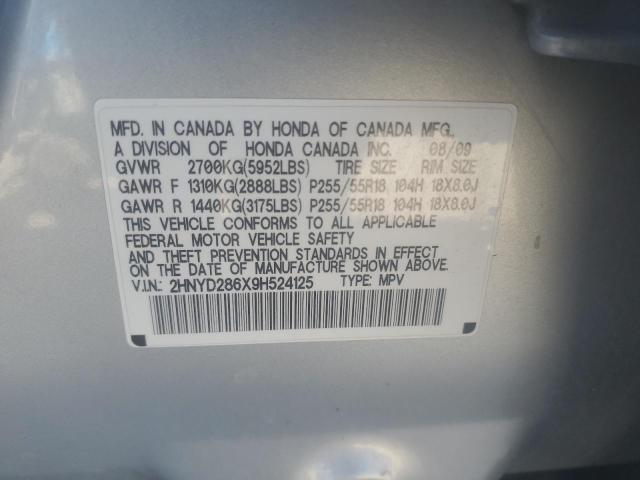 MFD. IN CANADA BY HONDA OF CANADA MFG.,
A DIVISION OF HONDA CANADA INC. 08/09
GVWR 2700KG(5952LBS) TIRE SIZE RIM SIZE
GAWR F 1310KG(2888LBS) P255/55R18 104H 18X8.0J
GAWR R 1440KG(3175LBS) P255/55R18 104H 18X8.0J
THIS VEHICLE CONFORMS TO ALL APPLICABLE
FEDERAL MOTOR VEHICLE SAFETY
AND THEFT PREVENTION STANDARDS IN EFFECT
ON THE DATE OF MANUFACTURE SHOWN ABOVE.
V.I.N.: 2HNYD286X9H524125 TYPE: MPV